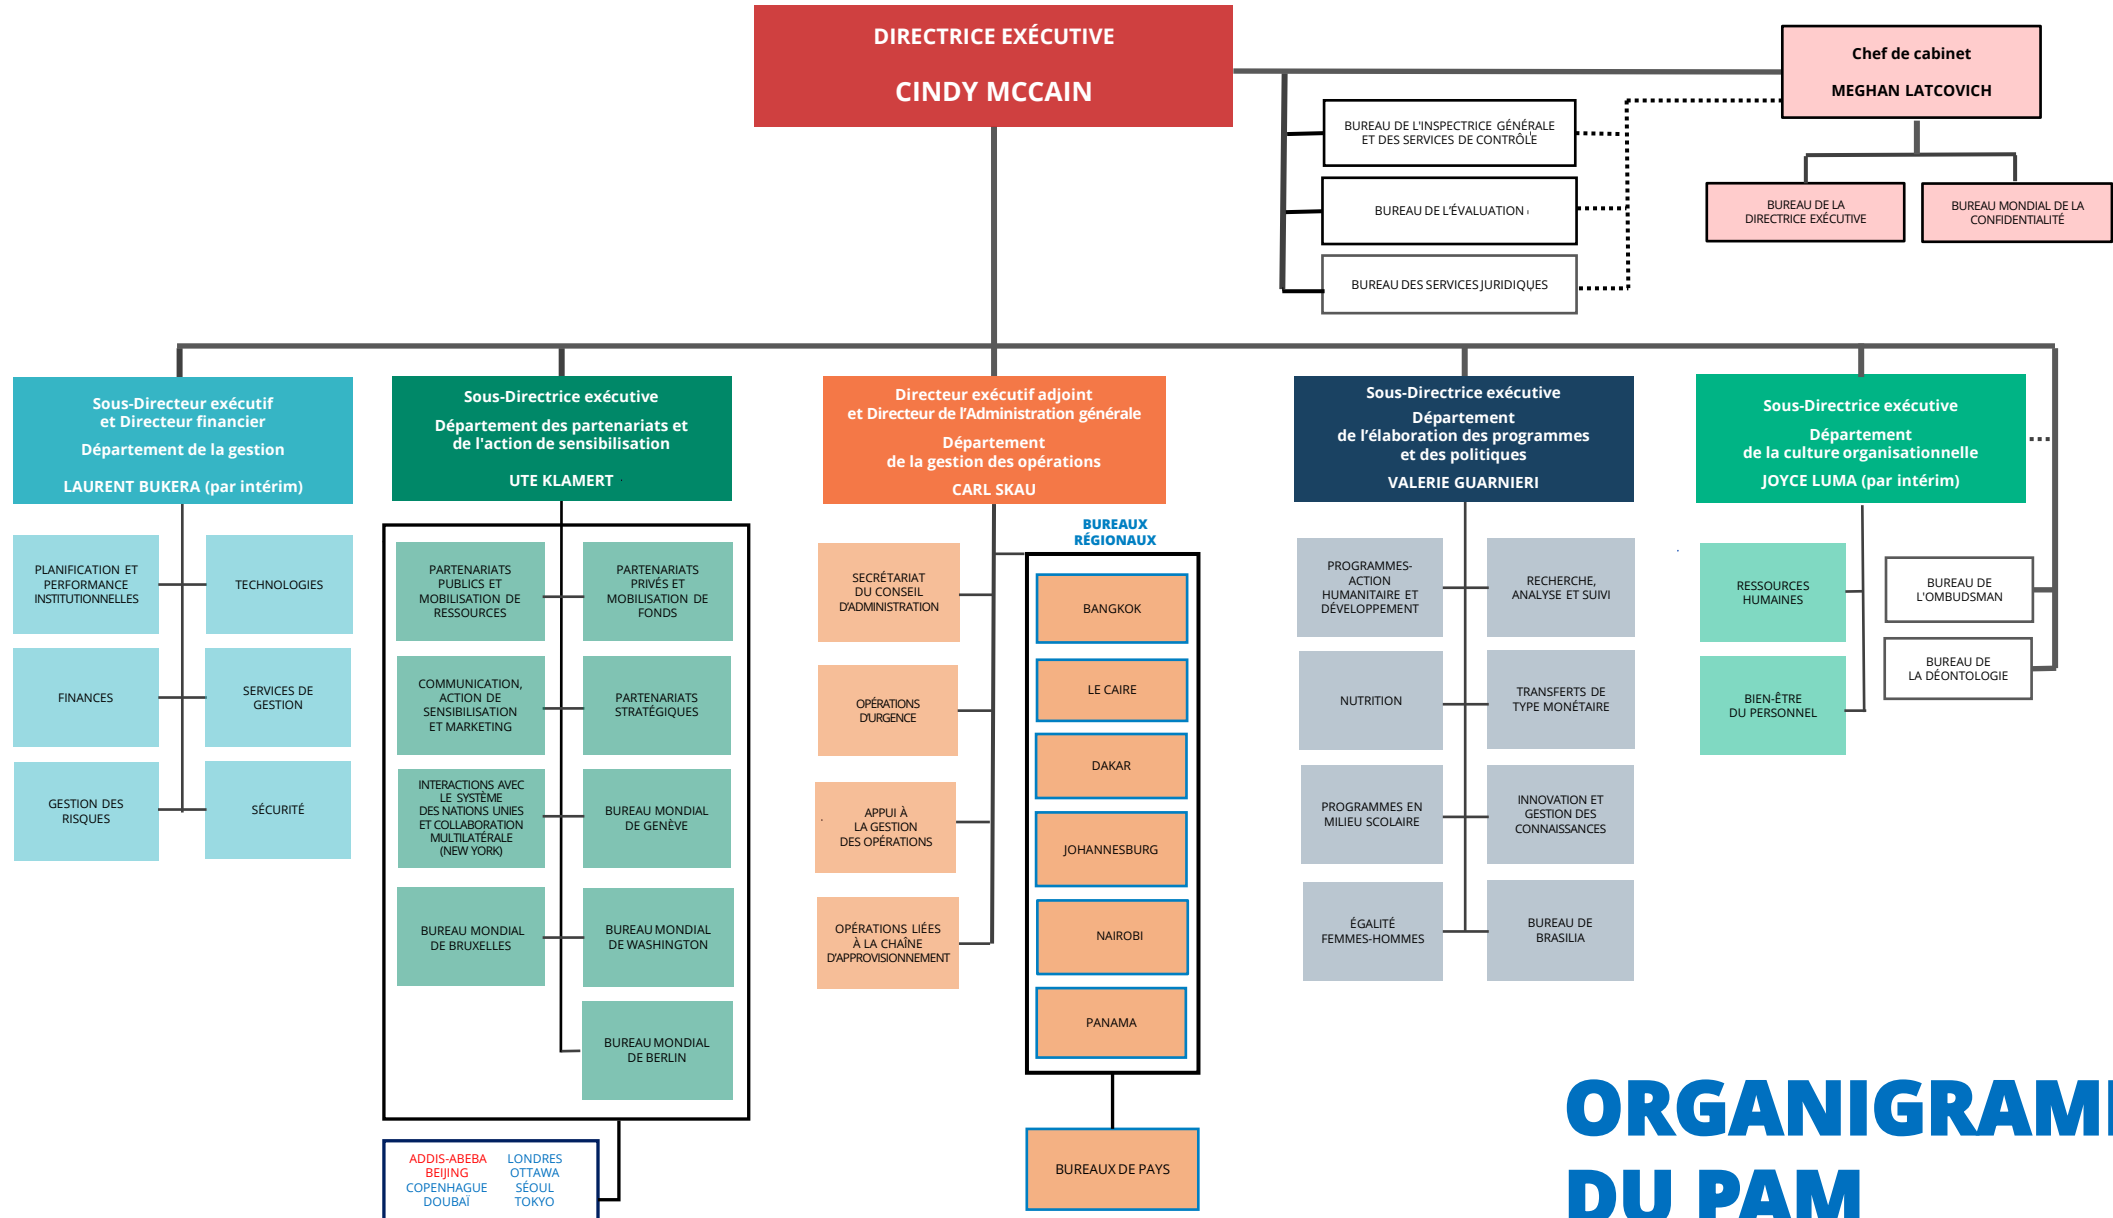 DIRECTRICE EXÉCUTIVE
CINDY MCCAIN
Chef de cabinet
MEGHAN LATCOVICH
BUREAU DE L'INSPECTRICE GÉNÉRALE
ET DES SERVICES DE CONTRÔLE
BUREAU DE L'ÉVALUATION
BUREAU DES SERVICES JURIDIQUES
BUREAU DE LA
DIRECTRICE EXÉCUTIVE
BUREAU MONDIAL DE LA
CONFIDENTIALITÉ
Sous-Directeur exécutif
et Directeur financier
Département de la gestion
LAURENT BUKERA (par intérim)
PLANIFICATION ET
PERFORMANCE
INSTITUTIONNELLES
TECHNOLOGIES
FINANCES
SERVICES DE
GESTION
GESTION DES
RISQUES
SÉCURITÉ
Sous-Directrice exécutive
Département des partenariats et
de l'action de sensibilisation
UTE KLAMERT
PARTENARIATS
PUBLICS ET
MOBILISATION DE
RESSOURCES
PARTENARIATS
PRIVÉS ET
MOBILISATION DE
FONDS
COMMUNICATION,
ACTION DE
SENSIBILISATION
ET MARKETING
PARTENARIATS
STRATÉGIQUES
INTERACTIONS AVEC
LE SYSTÈME
DES NATIONS UNIES
ET COLLABORATION
MULTILATÉRALE
(NEW YORK)
BUREAU MONDIAL
DE GENÈVE
BUREAU MONDIAL
DE BRUXELLES
BUREAU MONDIAL
DE WASHINGTON
BUREAU MONDIAL
DE BERLIN
ADDIS-ABEBA
BEIJING
COPENHAGUE
DOUBAÏ
LONDRES
OTTAWA
SÉOUL
TOKYO
Directeur exécutif adjoint
et Directeur de l'Administration générale
Département
de la gestion des opérations
CARL SKAU
SECRÉTARIAT
DU CONSEIL
D'ADMINISTRATION
OPÉRATIONS
D'URGENCE
APPUI À
LA GESTION
DES OPÉRATIONS
OPÉRATIONS LIÉES
À LA CHAÎNE
D'APPROVISIONNEMENT
BUREAUX
RÉGIONAUX
BANGKOK
LE CAIRE
DAKAR
JOHANNESBURG
NAIROBI
PANAMA
BUREAUX DE PAYS
Sous-Directrice exécutive
Département
de l'élaboration des programmes
et des politiques
VALERIE GUARNIERI
PROGRAMMES-
ACTION
HUMANITAIRE ET
DÉVELOPPEMENT
RECHERCHE,
ANALYSE ET SUIVI
NUTRITION
TRANSFERTS DE
TYPE MONÉTAIRE
PROGRAMMES EN
MILIEU SCOLAIRE
INNOVATION ET
GESTION DES
CONNAISSANCES
ÉGALITÉ
FEMMES-HOMMES
BUREAU DE
BRASILIA
Sous-Directrice exécutive
Département
de la culture organisationnelle
JOYCE LUMA (par intérim)
RESSOURCES
HUMAINES
BIEN-ÊTRE
DU PERSONNEL
BUREAU DE
L'OMBUDSMAN
BUREAU DE
LA DÉONTOLOGIE
ORGANIGRAM
DU PAM